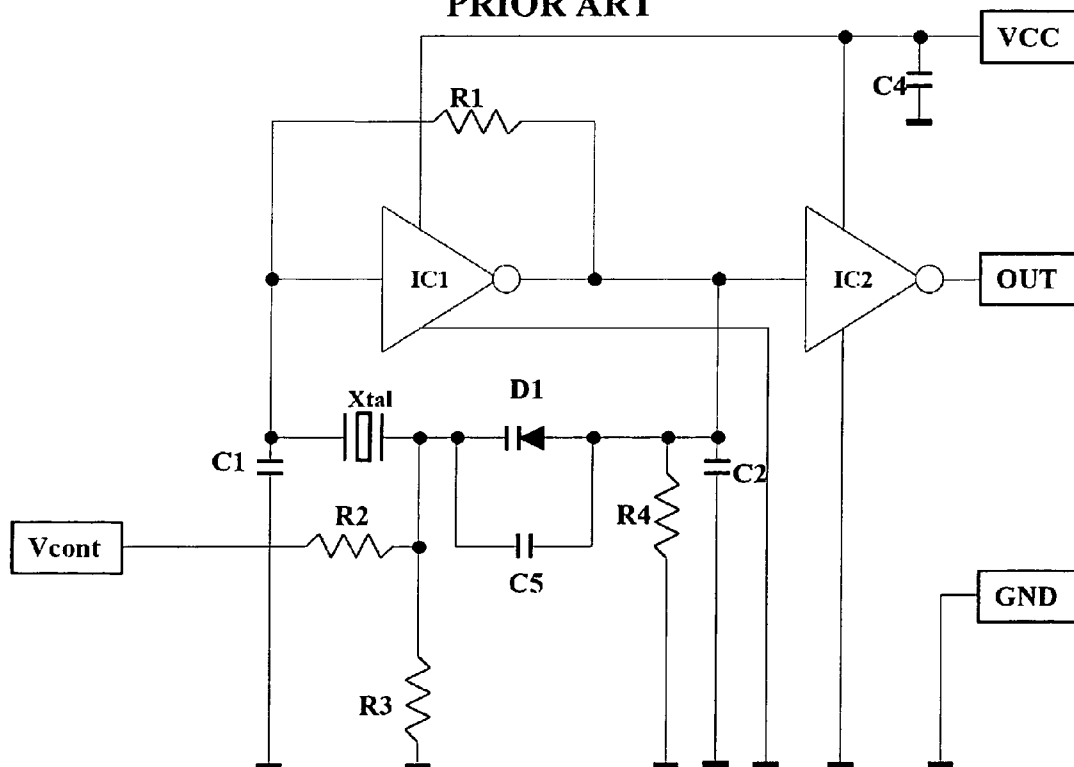 PRIOR ART
VCC
C4
R1
IC1
IC2
OUT
D1
Xtal
C1
C2
R2
R4
Vcont
C5
GND
R3